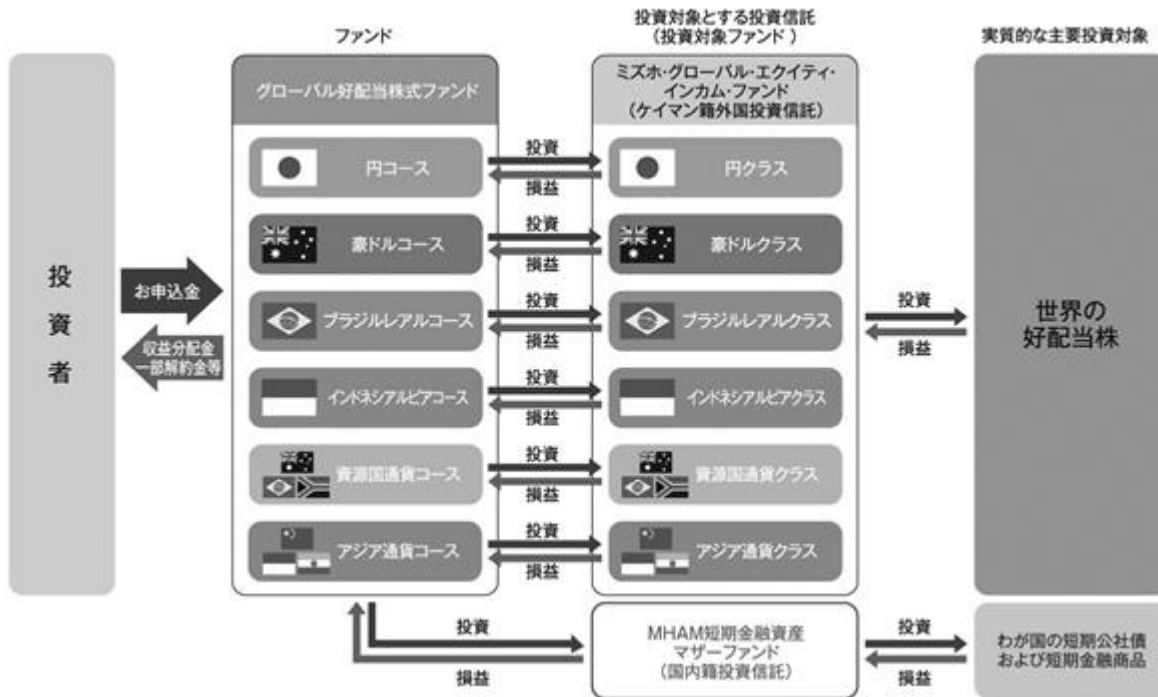 ファンド
投資対象とする投資信託
(投資対象ファンド)
実質的な主要投資対象
投資者
お申込金
収益分配金
一部解約金等
グローバル好配当株式ファンド
円コース
豪ドルコース
ブラジルレアルコース
インドネシアルピアコース
資源国通貨コース
アジア通貨コース
投資
損益
投資
損益
投資
損益
投資
損益
投資
損益
投資
損益
ミズホ・グローバル・エクイティ・
インカム・ファンド
(ケイマン籍外国投資信託)
円クラス
豪ドルクラス
ブラジルレアルクラス
インドネシアルピアクラス
資源国通貨クラス
アジア通貨クラス
投資
損益
世界の
好配当株
投資
損益
MHAM短期金融資産
マザーファンド
(国内籍投資信託)
投資
損益
わが国の短期公社債
および短期金融商品